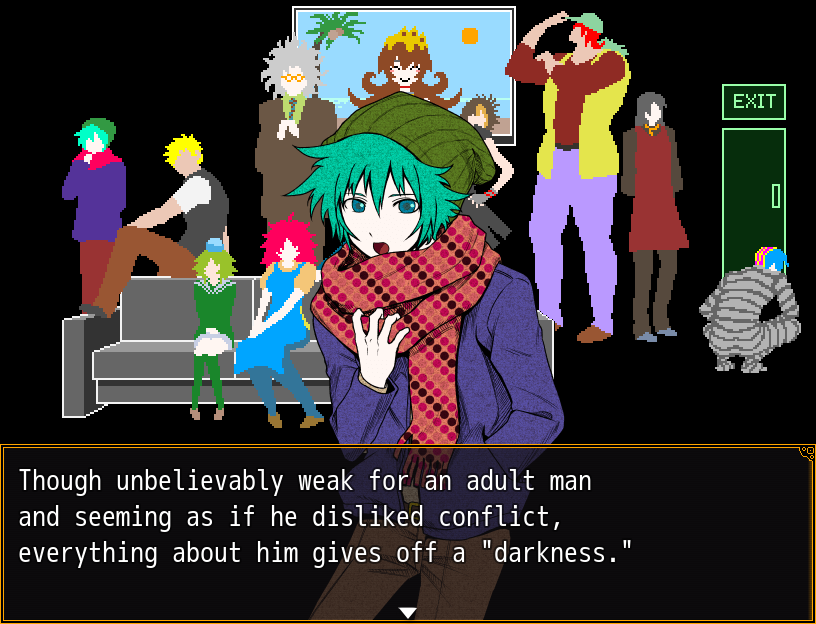 EXIT
Though unbelievably weak for an adult man
and seeming as if he disliked conflict,
everything about him gives off a "darkness."